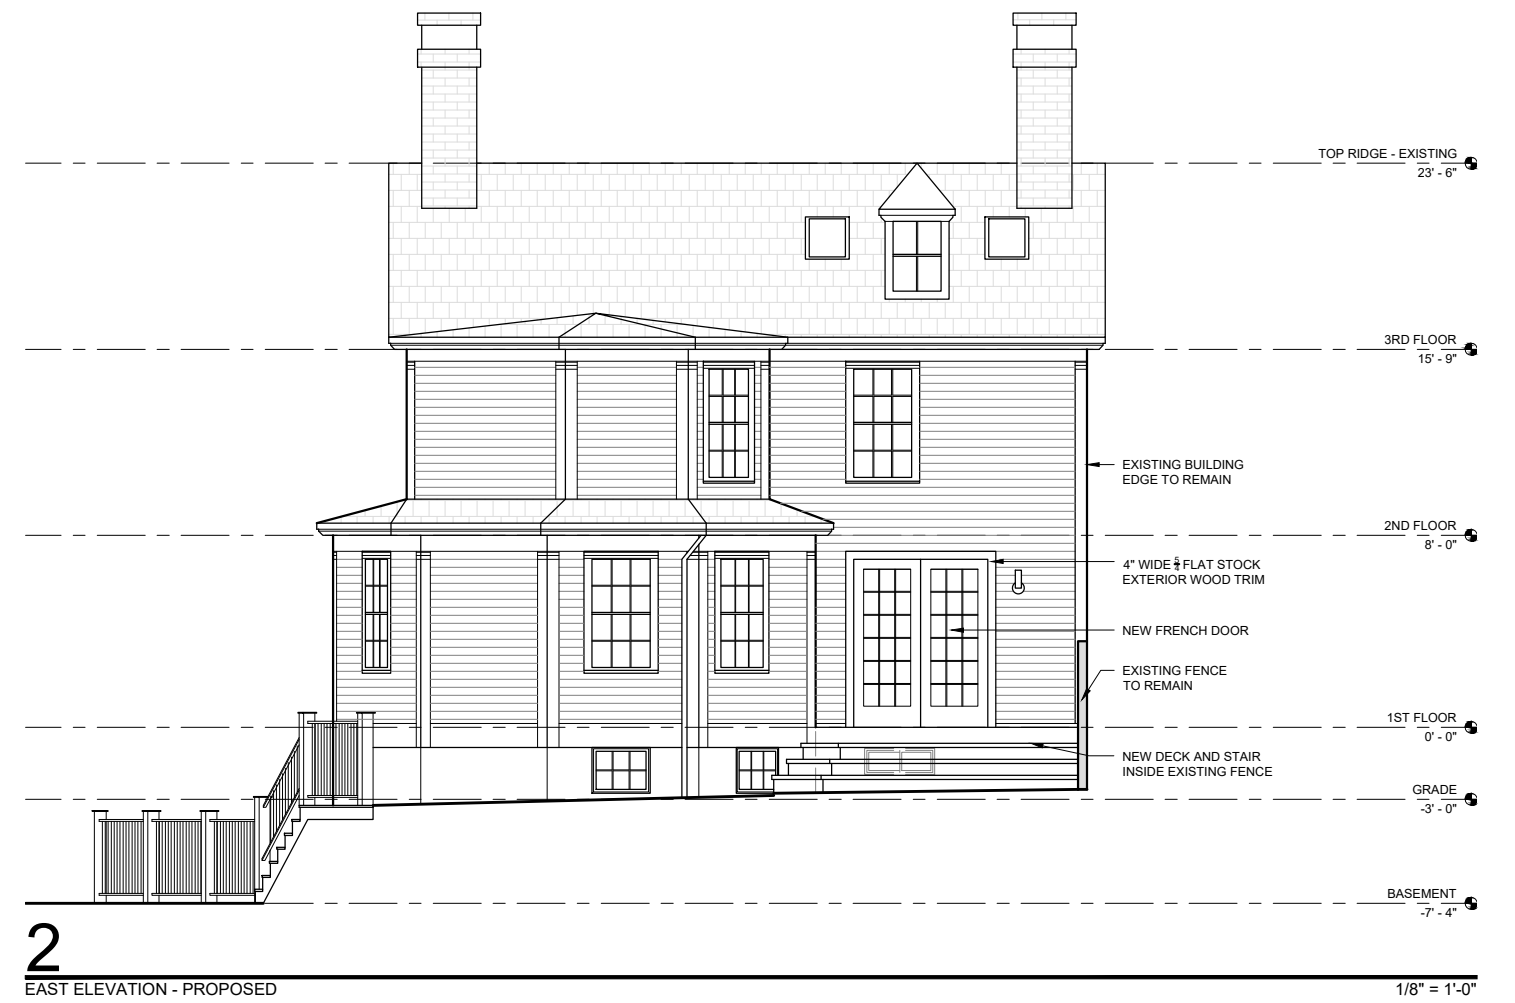 TOP RIDGE - EXISTING
23' - 6"
3RD FLOOR
15' - 9"
EXISTING BUILDING
EDGE TO REMAIN
2ND FLOOR
8' - 0"
4" WIDE 5/4 FLAT STOCK
EXTERIOR WOOD TRIM
NEW FRENCH DOOR
EXISTING FENCE
TO REMAIN
1ST FLOOR
0' - 0"
NEW DECK AND STAIR
INSIDE EXISTING FENCE
GRADE
-3' - 0"
BASEMENT
-7' - 4"
2
EAST ELEVATION - PROPOSED
1/8" = 1'-0"